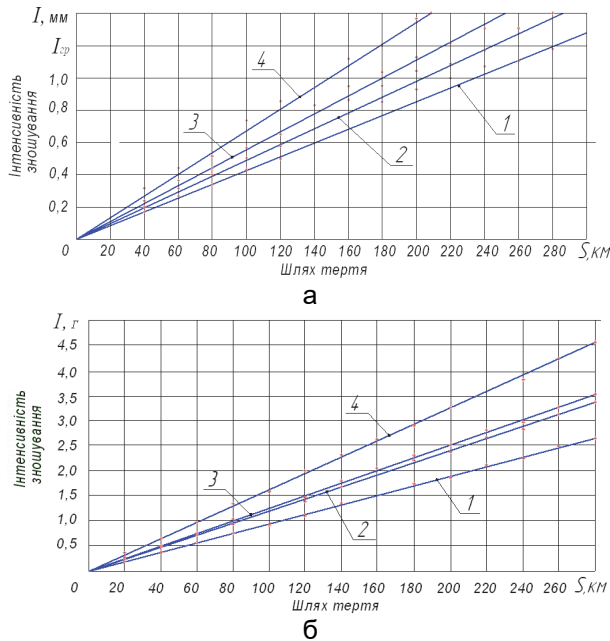 I, мм
Iгр
1,0
0,8
0,6
0,4
0,2
Інтенсивність
зношування
4
3
2
1
0 20 40 60 80 100 120 140 160 180 200 220 240 260 280 S,км
Шлях тертя
а
I, г
4,5
4,0
3,0
2,5
2,0
1,5
1,0
0,5
Інтенсивність
зношування
4
3
2
1
0 20 40 60 80 100 120 140 160 180 200 220 240 260 280 S,км
Шлях тертя
б